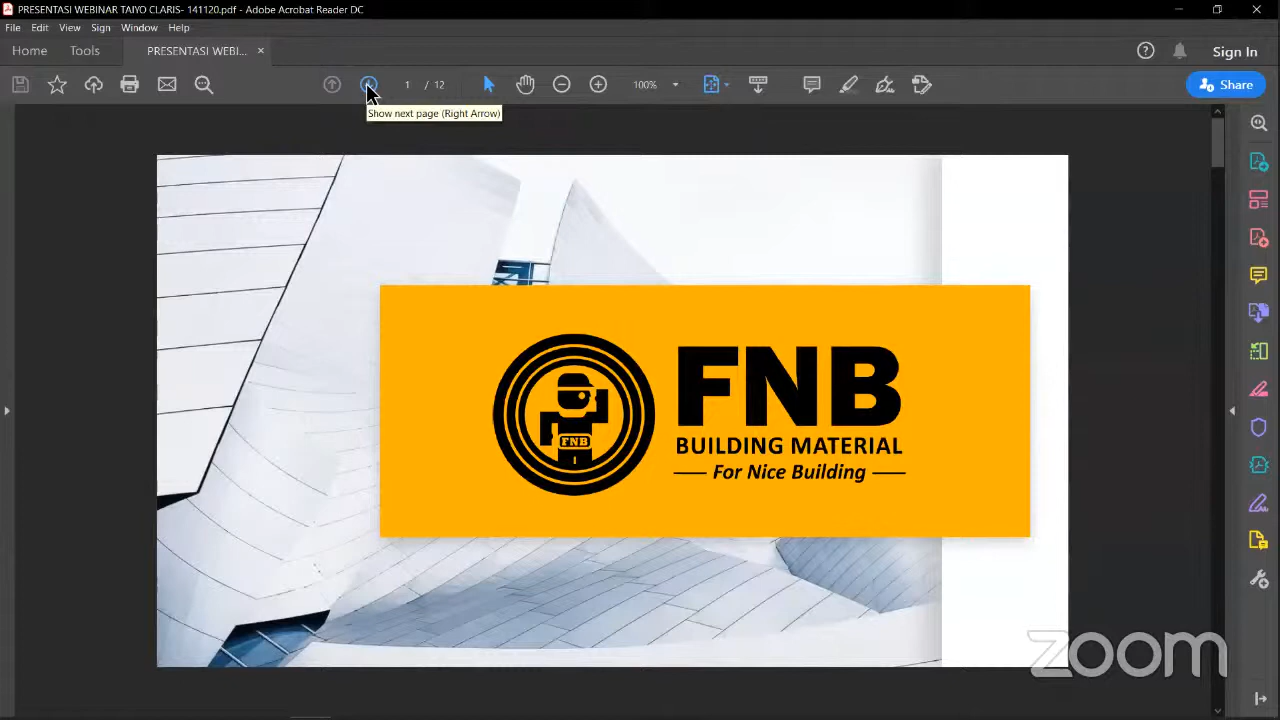 PRESENTASI WEBINAR TAIYO CLARIS- 141120.pdf - Adobe Acrobat Reader DC
File Edit View Sign Window Help
Home Tools PRESENTASI WEBI... × Sign In
1 / 12 100% Share
Show next page (Right Arrow)
FNB
BUILDING MATERIAL
For Nice Building
FNB
zoom